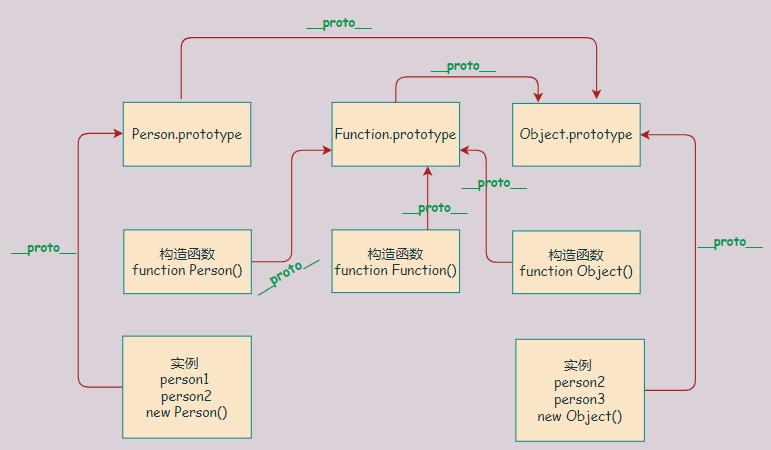 __proto__
__proto__
Person.prototype
Function.prototype
Object.prototype
__proto__
__proto__
__proto__
__proto__
构造函数
function Person()
__proto__
构造函数
function Function()
构造函数
function Object()
实例
person1
person2
new Person()
实例
person2
person3
new Object()